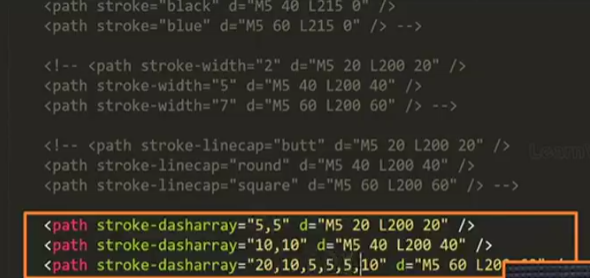 <path stroke="black" d="M5 40 L215 0" />
<path stroke="blue" d="M5 60 L215 0" /> -->
<!-- <path stroke-width="2" d="M5 20 L200 20" />
<path stroke-width="5" d="M5 40 L200 40" />
<path stroke-width="7" d="M5 60 L200 60" /> -->
<!-- <path stroke-linecap="butt" d="M5 20 L200 20" />
<path stroke-linecap="round" d="M5 40 L200 40" />
<path stroke-linecap="square" d="M5 60 L200 60" /> -->
<path stroke-dasharray="5,5" d="M5 20 L200 20" />
<path stroke-dasharray="10,10" d="M5 40 L200 40" />
<path stroke-dasharray="20,10,5,5,5,10" d="M5 60 L200